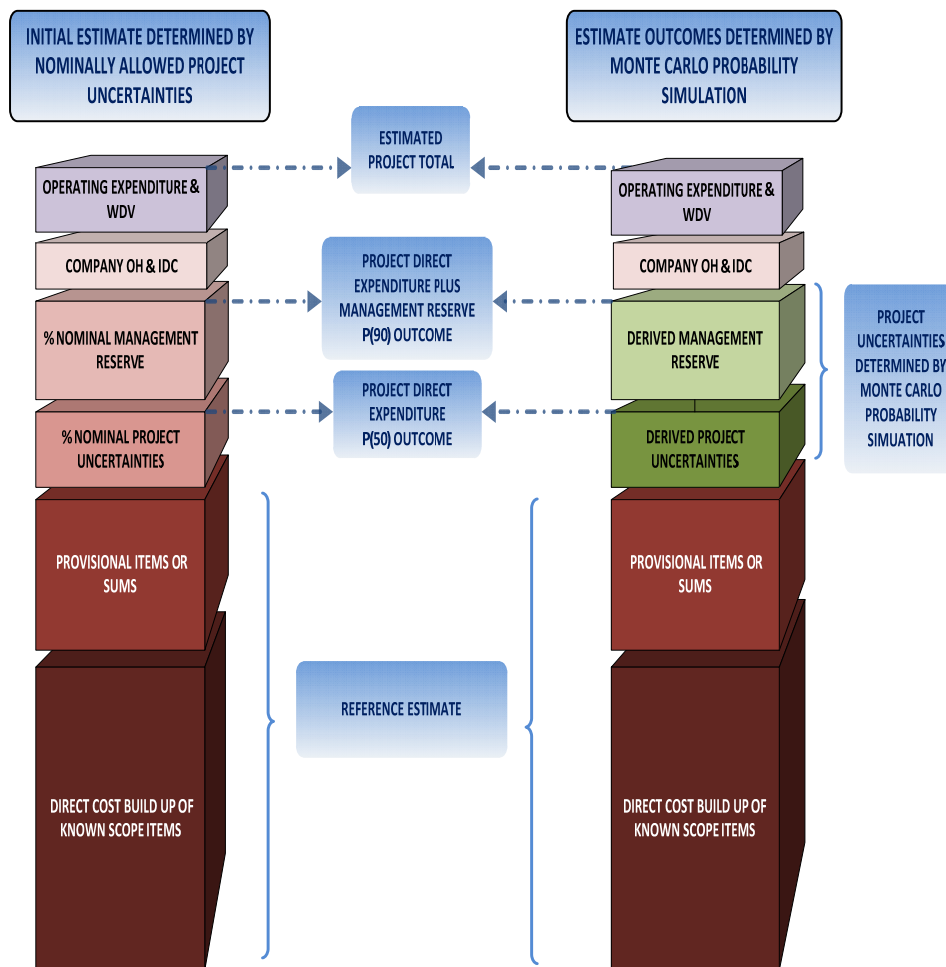 INITIAL ESTIMATE DETERMINED BY
NOMINALLY ALLOWED PROJECT
UNCERTAINTIES
ESTIMATE OUTCOMES DETERMINED BY
MONTE CARLO PROBABILITY
SIMULATION
ESTIMATED
PROJECT TOTAL
OPERATING EXPENDITURE &
WDV
OPERATING EXPENDITURE &
WDV
COMPANY OH & IDC
PROJECT DIRECT
EXPENDITURE PLUS
MANAGEMENT RESERVE
P(90) OUTCOME
COMPANY OH & IDC
% NOMINAL MANAGEMENT
RESERVE
DERIVED MANAGEMENT
RESERVE
PROJECT
UNCERTAINTIES
DETERMINED BY
MONTE CARLO
PROBABILITY
SIMUATION
PROJECT DIRECT
EXPENDITURE
P(50) OUTCOME
% NOMINAL PROJECT
UNCERTAINTIES
DERIVED PROJECT
UNCERTAINTIES
PROVISIONAL ITEMS OR
SUMS
PROVISIONAL ITEMS OR
SUMS
REFERENCE ESTIMATE
DIRECT COST BUILD UP OF
KNOWN SCOPE ITEMS
DIRECT COST BUILD UP OF
KNOWN SCOPE ITEMS